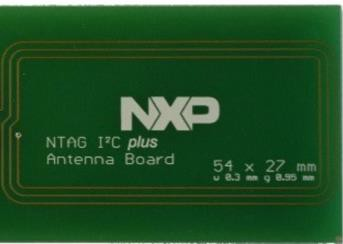 NXP
NTAG I²C plus
Antenna Board
54 x 27 mm
w 0.3 mm g 0.95 mm